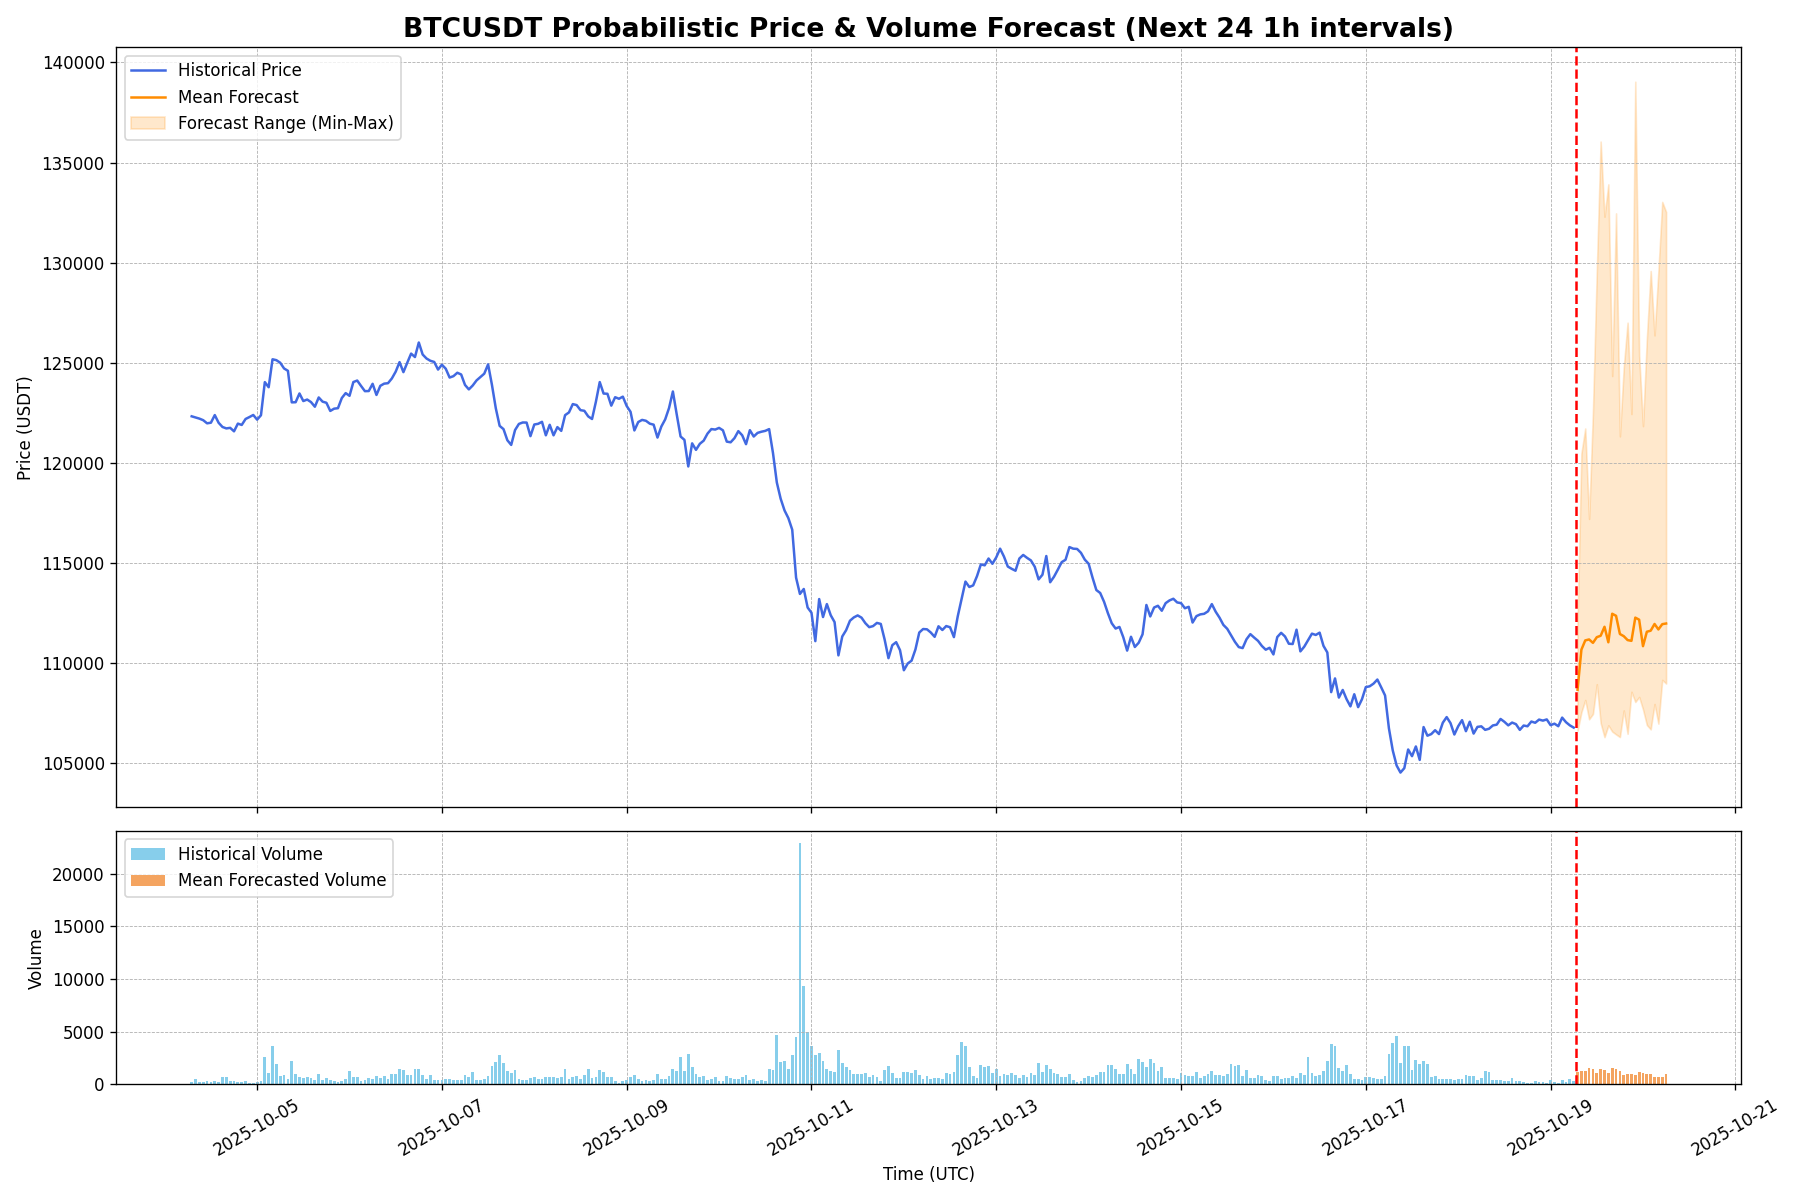 BTCUSDT Probabilistic Price & Volume Forecast (Next 24 1h intervals)
Historical Price
Mean Forecast
Forecast Range (Min-Max)
140000
135000
130000
125000
120000
115000
110000
105000
Price (USDT)
Historical Volume
Mean Forecasted Volume
20000
15000
10000
5000
0
Volume
2025-10-05
2025-10-07
2025-10-09
2025-10-11
2025-10-13
2025-10-15
2025-10-17
2025-10-19
2025-10-21
Time (UTC)